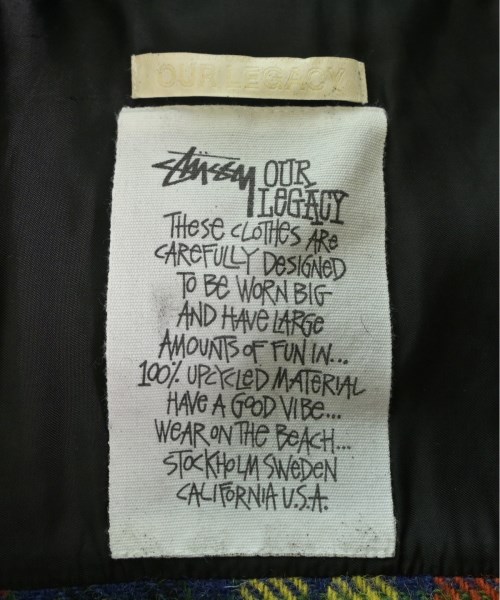 OUR LEGACY
Stüssy OUR
LEGACY
THESE CLOTHES ARE
CAREFULLY DESIGNED
TO BE WORN BIG
AND HAVE LARGE
AMOUNTS OF FUN IN...
100% UPCYCLED MATERIAL
HAVE A GOOD VIBE...
WEAR ON THE BEACH...
STOCKHOLM SWEDEN
CALIFORNIA U.S.A.